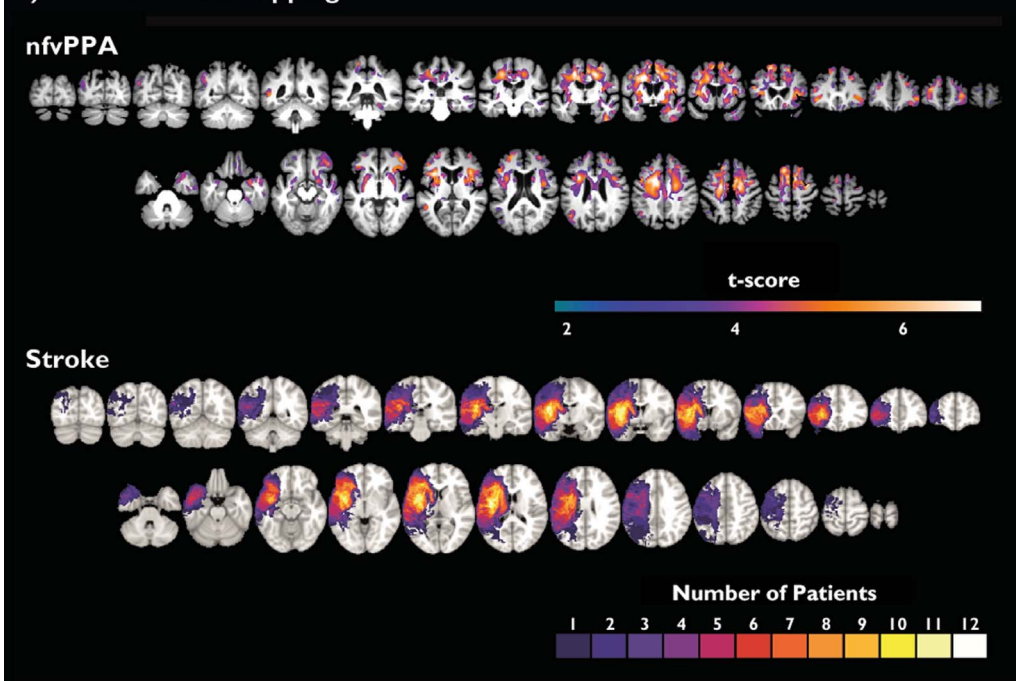 nfvPPA
t-score
2 4 6
Stroke
Number of Patients
1 2 3 4 5 6 7 8 9 10 11 12